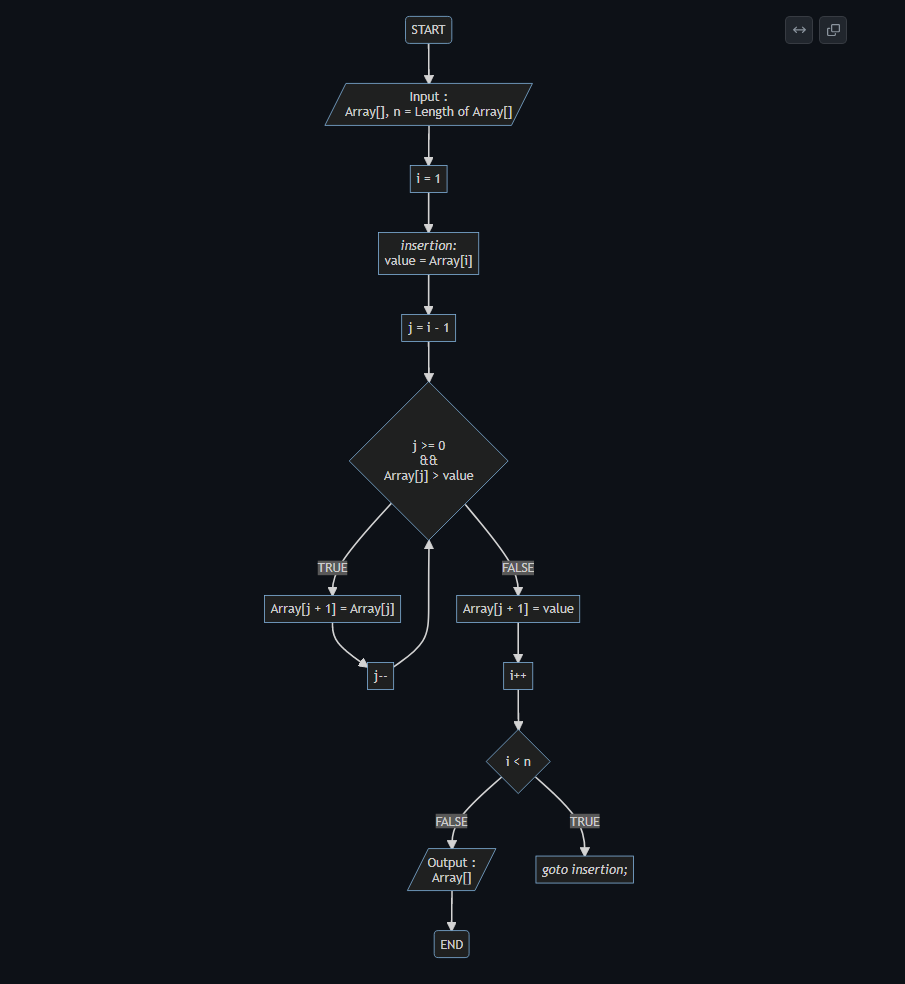 START
Input :
Array[], n = Length of Array[]
i = 1
insertion:
value = Array[i]
j = i - 1
j >= 0
&&
Array[j] > value
TRUE
FALSE
Array[j + 1] = Array[j]
Array[j + 1] = value
j--
i++
i < n
FALSE
TRUE
Output :
Array[]
goto insertion;
END